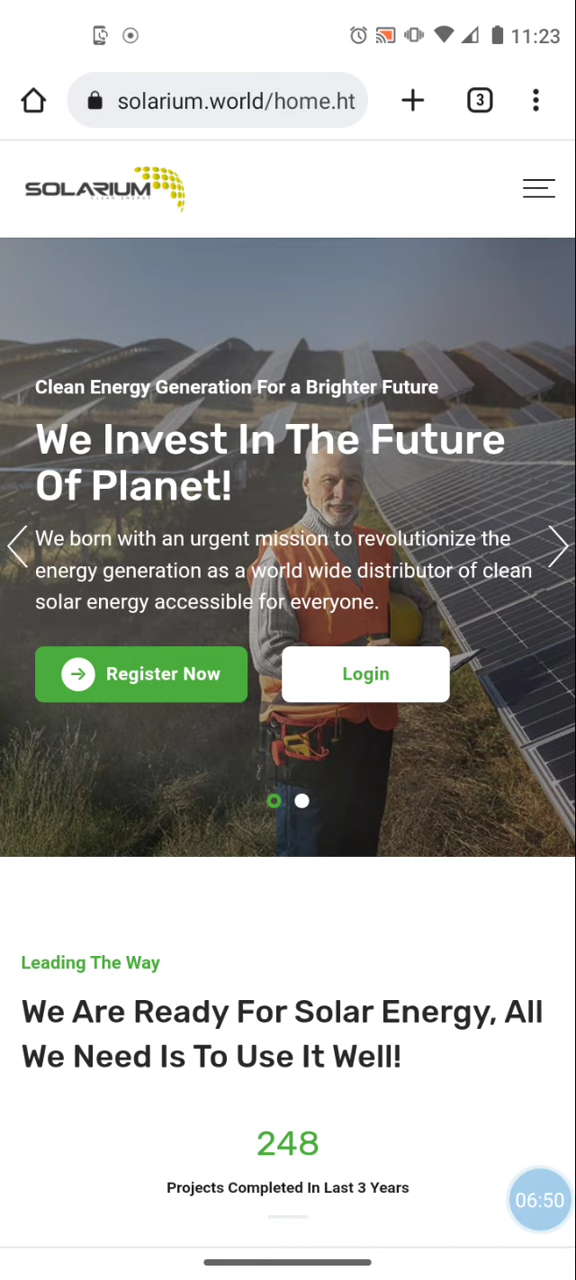 11:23
solarium.world/home.ht
3
SOLARIUM
CLEAN ENERGY
Clean Energy Generation For a Brighter Future
We Invest In The Future
Of Planet!
We born with an urgent mission to revolutionize the
energy generation as a world wide distributor of clean
solar energy accessible for everyone.
Register Now
Login
Leading The Way
We Are Ready For Solar Energy, All
We Need Is To Use It Well!
248
Projects Completed In Last 3 Years
06:50